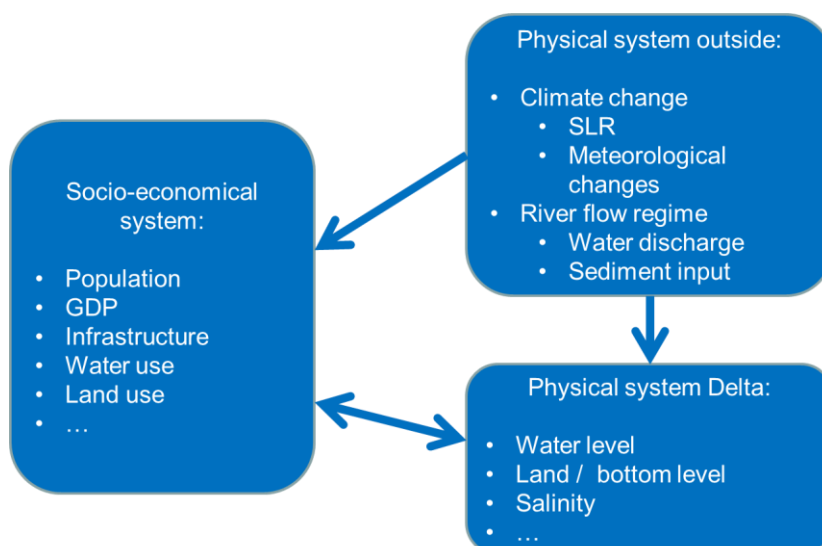 Physical system outside:
• Climate change
• SLR
• Meteorological
changes
• River flow regime
• Water discharge
• Sediment input
Socio-economical
system:
• Population
• GDP
• Infrastructure
• Water use
• Land use
• …
Physical system Delta:
• Water level
• Land / bottom level
• Salinity
• …